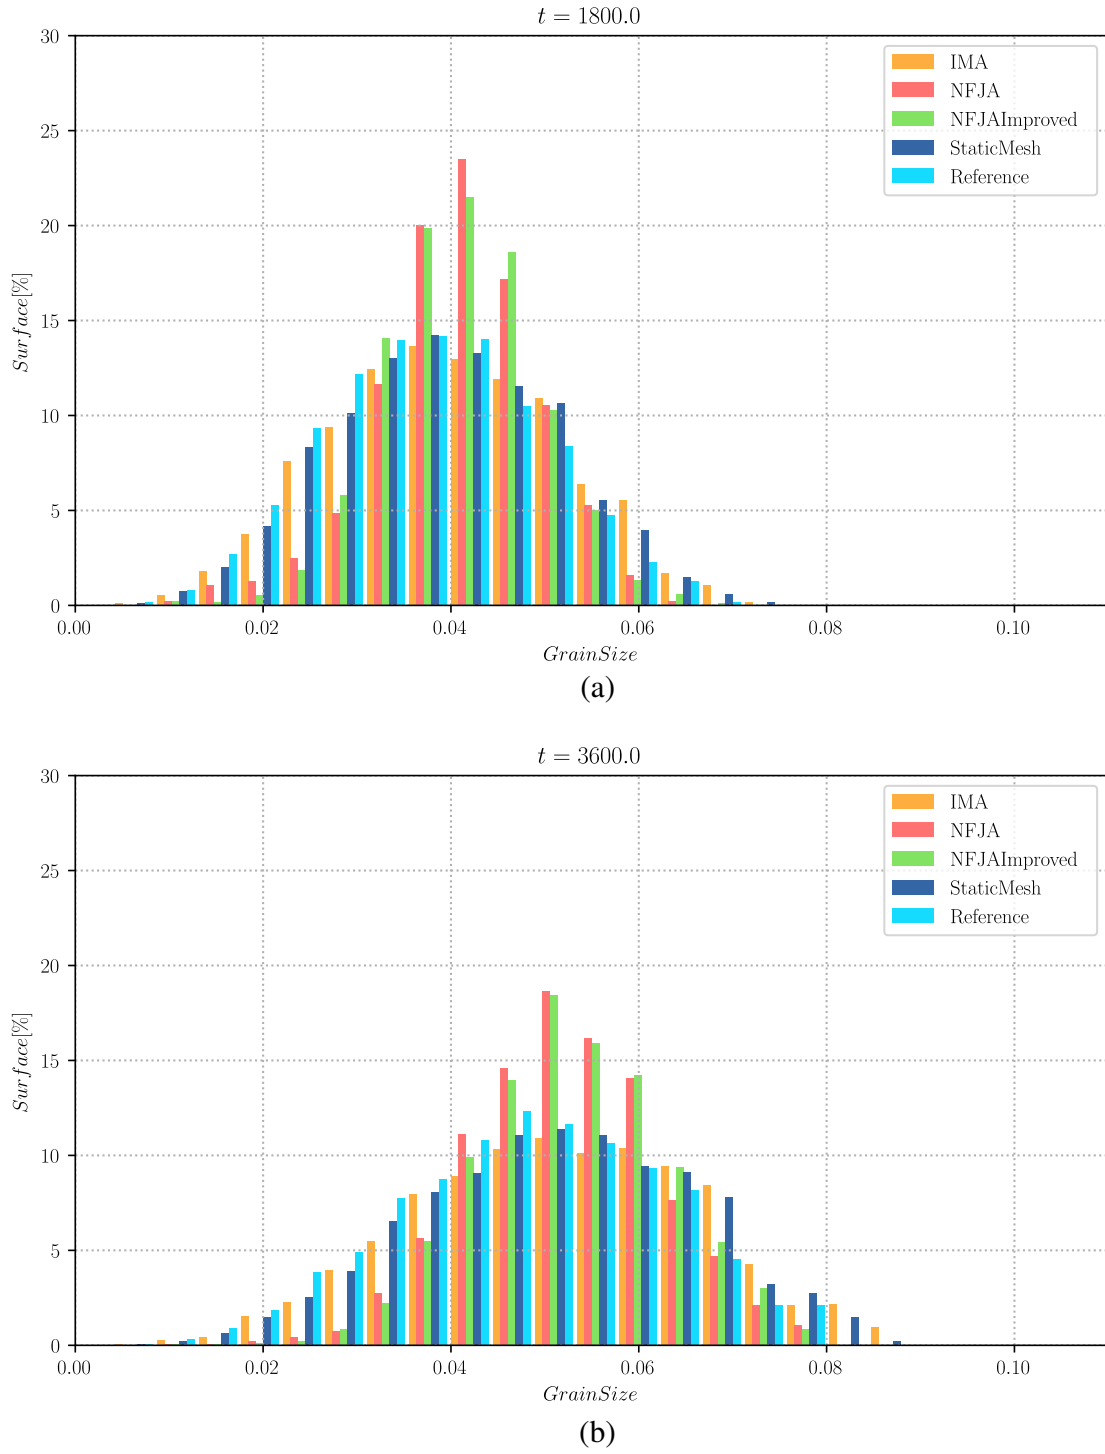 t = 1800.0
30
25
20
15
10
5
0
Surface[%]
IMA
NFJA
NFJAImproved
StaticMesh
Reference
0.00 0.02 0.04 0.06 0.08 0.10
GrainSize
(a)
t = 3600.0
30
25
20
15
10
5
0
Surface[%]
IMA
NFJA
NFJAImproved
StaticMesh
Reference
0.00 0.02 0.04 0.06 0.08 0.10
GrainSize
(b)